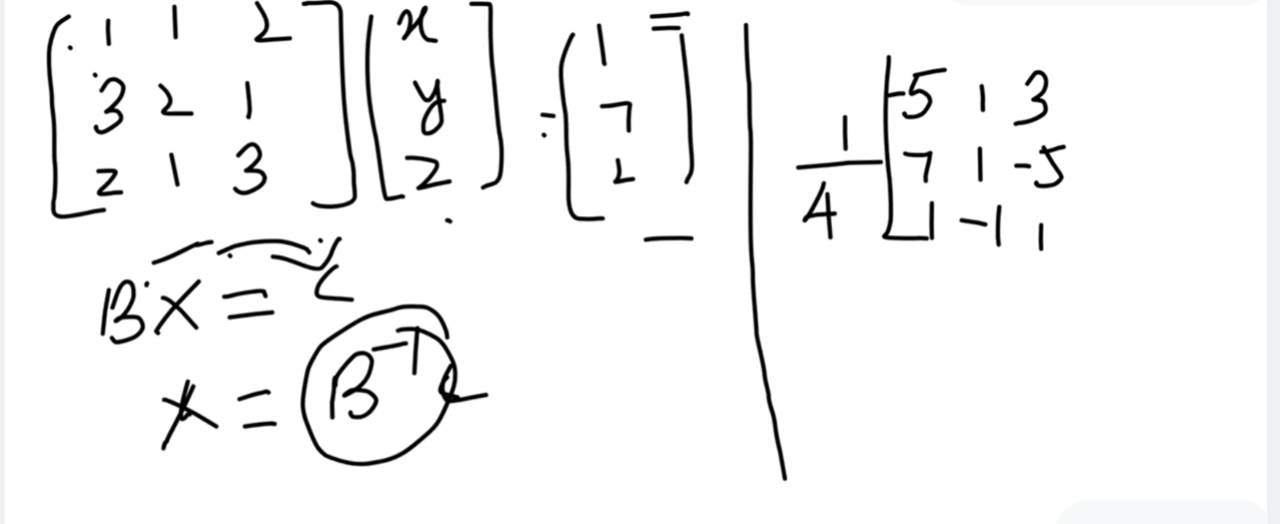 [1 1 2] [x] = [1]
[3 2 1] [y] [7]
[2 1 3] [z] [2]
BX = C
X = B⁻¹C
1/4 [-5 1 3
7 1 -5
1 -1 1